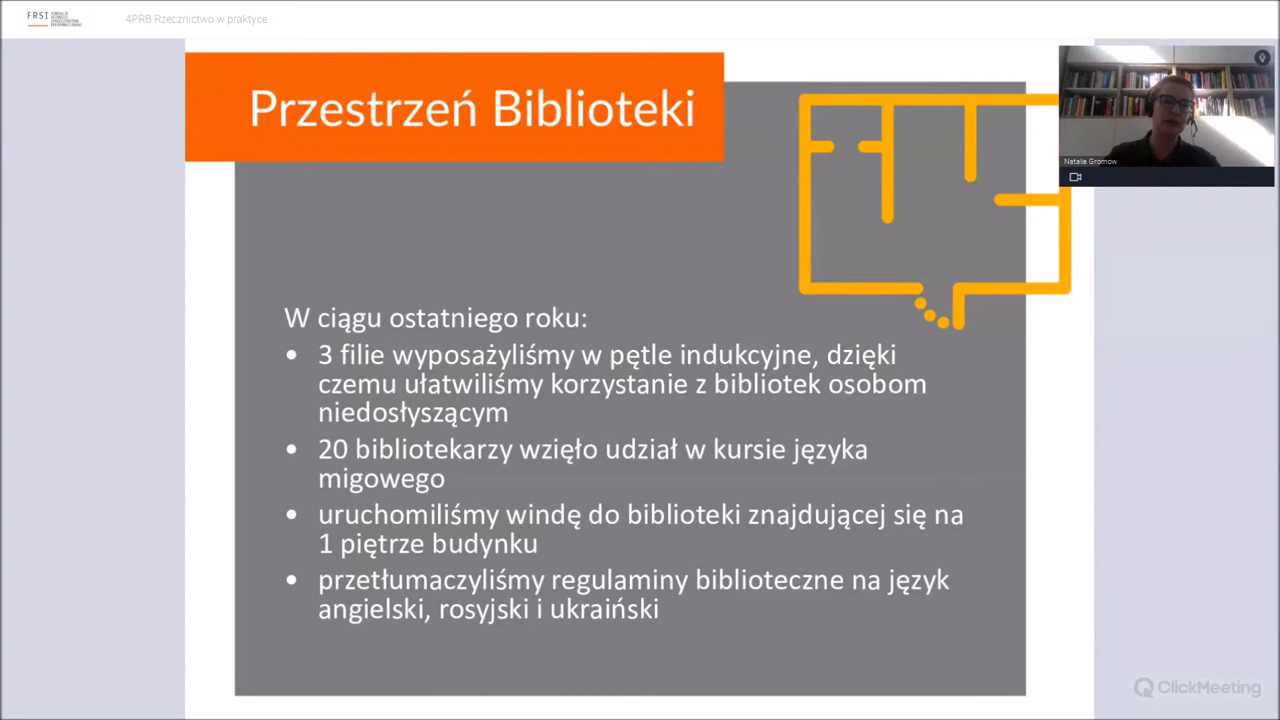 FRSI
4PRB Rzecznictwo w praktyce
Przestrzeń Biblioteki
Natalia Gromow
W ciągu ostatniego roku:
• 3 filie wyposażyliśmy w pętle indukcyjne, dzięki
czemu ułatwiliśmy korzystanie z bibliotek osobom
niedosłyszącym
• 20 bibliotekarzy wzięło udział w kursie języka
migowego
• uruchomiliśmy windę do biblioteki znajdującej się na
1 piętrze budynku
• przetłumaczyliśmy regulaminy biblioteczne na język
angielski, rosyjski i ukraiński
ClickMeeting